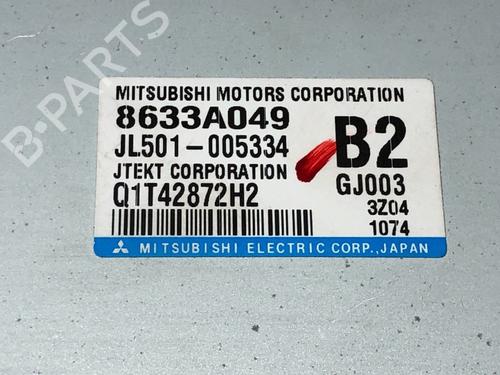 B-PARTS
MITSUBISHI MOTORS CORPORATION
8633A049
JL501-005334
JTEKT CORPORATION
Q1T42872H2
B2
GJ003
3Z04
1074
MITSUBISHI ELECTRIC CORP.,JAPAN